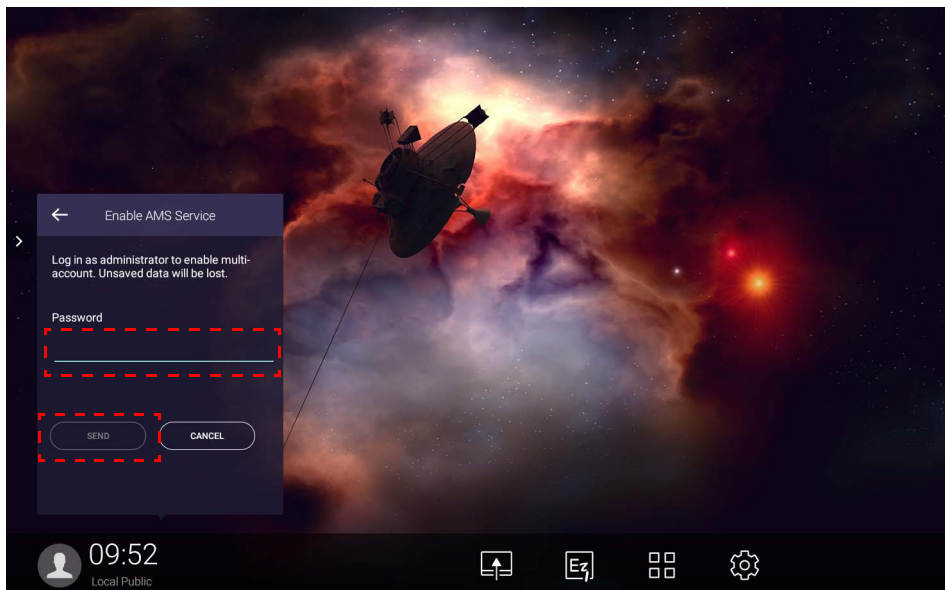 Enable AMS Service
Log in as administrator to enable multi-
account. Unsaved data will be lost.
Password
SEND
CANCEL
09:52
Local Public